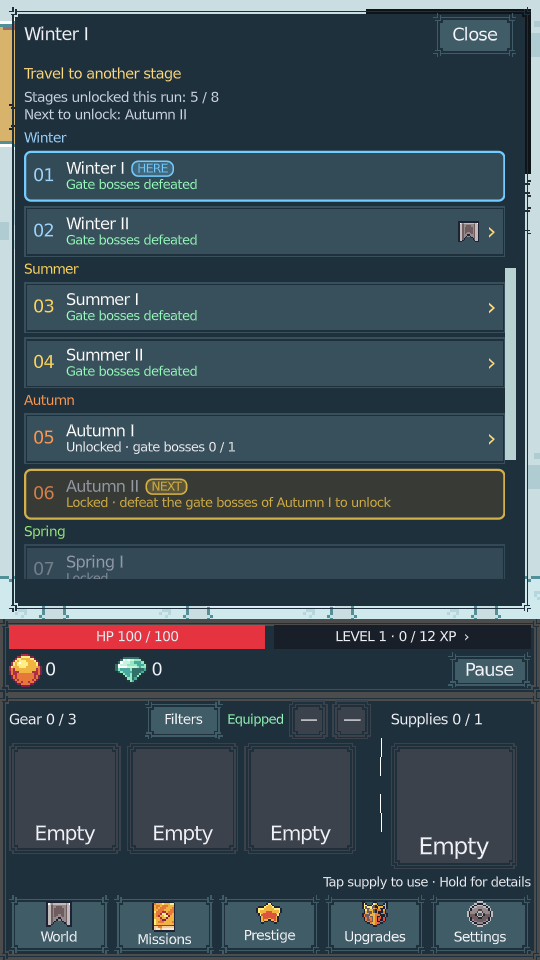 Winter I
Close
Travel to another stage
Stages unlocked this run: 5 / 8
Next to unlock: Autumn II
Winter
01 Winter I HERE
Gate bosses defeated
02 Winter II ›
Gate bosses defeated
Summer
03 Summer I ›
Gate bosses defeated
04 Summer II ›
Gate bosses defeated
Autumn
05 Autumn I ›
Unlocked · gate bosses 0 / 1
06 Autumn II NEXT
Locked · defeat the gate bosses of Autumn I to unlock
Spring
07 Spring I
Locked
HP 100 / 100
LEVEL 1 · 0 / 12 XP ›
0
0
Pause
Gear 0 / 3
Filters
Equipped
—
—
Supplies 0 / 1
Empty
Empty
Empty
Empty
Tap supply to use · Hold for details
World
Missions
Prestige
Upgrades
Settings